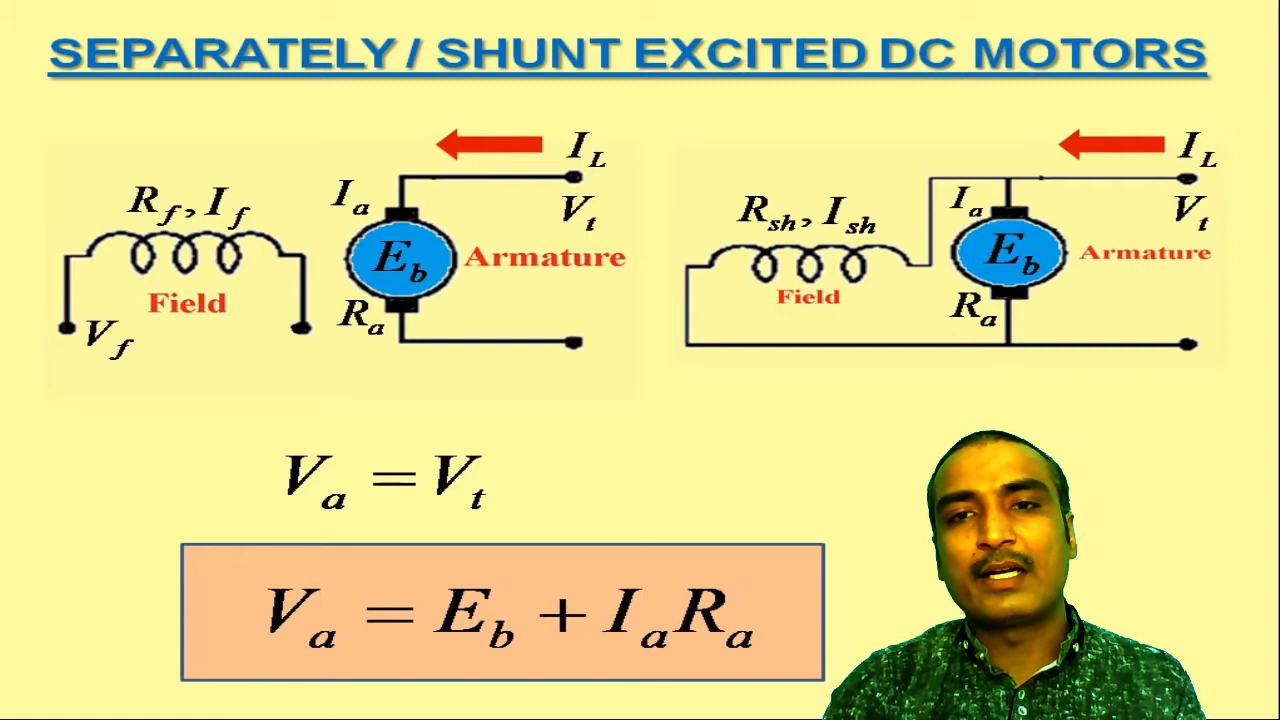 SEPARATELY / SHUNT EXCITED DC MOTORS
I_L
I_a
R_f, I_f
V_t
E_b
Armature
Field
R_a
V_f
I_L
I_a
R_sh, I_sh
V_t
E_b
Armature
Field
R_a
V_a = V_t
V_a = E_b + I_a R_a